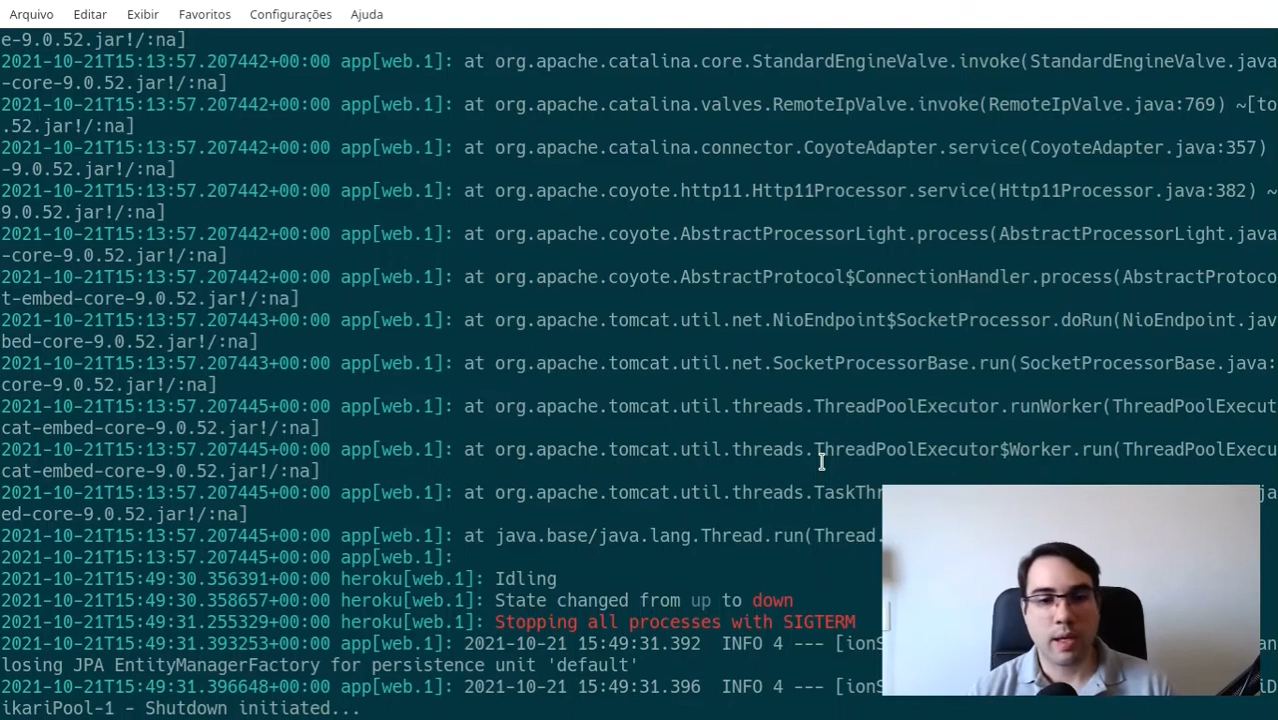 Arquivo Editar Exibir Favoritos Configurações Ajuda
e-9.0.52.jar!/:na]
2021-10-21T15:13:57.207442+00:00 app[web.1]: at org.apache.catalina.core.StandardEngineValve.invoke(StandardEngineValve.java
-core-9.0.52.jar!/:na]
2021-10-21T15:13:57.207442+00:00 app[web.1]: at org.apache.catalina.valves.RemoteIpValve.invoke(RemoteIpValve.java:769) ~[to
.52.jar!/:na]
2021-10-21T15:13:57.207442+00:00 app[web.1]: at org.apache.catalina.connector.CoyoteAdapter.service(CoyoteAdapter.java:357)
-9.0.52.jar!/:na]
2021-10-21T15:13:57.207442+00:00 app[web.1]: at org.apache.coyote.http11.Http11Processor.service(Http11Processor.java:382) ~
9.0.52.jar!/:na]
2021-10-21T15:13:57.207442+00:00 app[web.1]: at org.apache.coyote.AbstractProcessorLight.process(AbstractProcessorLight.java
-core-9.0.52.jar!/:na]
2021-10-21T15:13:57.207442+00:00 app[web.1]: at org.apache.coyote.AbstractProtocol$ConnectionHandler.process(AbstractProtoco
t-embed-core-9.0.52.jar!/:na]
2021-10-21T15:13:57.207443+00:00 app[web.1]: at org.apache.tomcat.util.net.NioEndpoint$SocketProcessor.doRun(NioEndpoint.jav
bed-core-9.0.52.jar!/:na]
2021-10-21T15:13:57.207443+00:00 app[web.1]: at org.apache.tomcat.util.net.SocketProcessorBase.run(SocketProcessorBase.java:
core-9.0.52.jar!/:na]
2021-10-21T15:13:57.207445+00:00 app[web.1]: at org.apache.tomcat.util.threads.ThreadPoolExecutor.runWorker(ThreadPoolExecut
cat-embed-core-9.0.52.jar!/:na]
2021-10-21T15:13:57.207445+00:00 app[web.1]: at org.apache.tomcat.util.threads.ThreadPoolExecutor$Worker.run(ThreadPoolExecu
cat-embed-core-9.0.52.jar!/:na]
2021-10-21T15:13:57.207445+00:00 app[web.1]: at org.apache.tomcat.util.threads.TaskThr ja
ed-core-9.0.52.jar!/:na]
2021-10-21T15:13:57.207445+00:00 app[web.1]: at java.base/java.lang.Thread.run(Thread.
2021-10-21T15:13:57.207445+00:00 app[web.1]:
2021-10-21T15:49:30.356391+00:00 heroku[web.1]: Idling
2021-10-21T15:49:30.358657+00:00 heroku[web.1]: State changed from up to down
2021-10-21T15:49:31.255329+00:00 heroku[web.1]: Stopping all processes with SIGTERM
2021-10-21T15:49:31.393253+00:00 app[web.1]: 2021-10-21 15:49:31.392 INFO 4 --- [ionS an
losing JPA EntityManagerFactory for persistence unit 'default'
2021-10-21T15:49:31.396648+00:00 app[web.1]: 2021-10-21 15:49:31.396 INFO 4 --- [ionS iD
ikariPool-1 - Shutdown initiated...